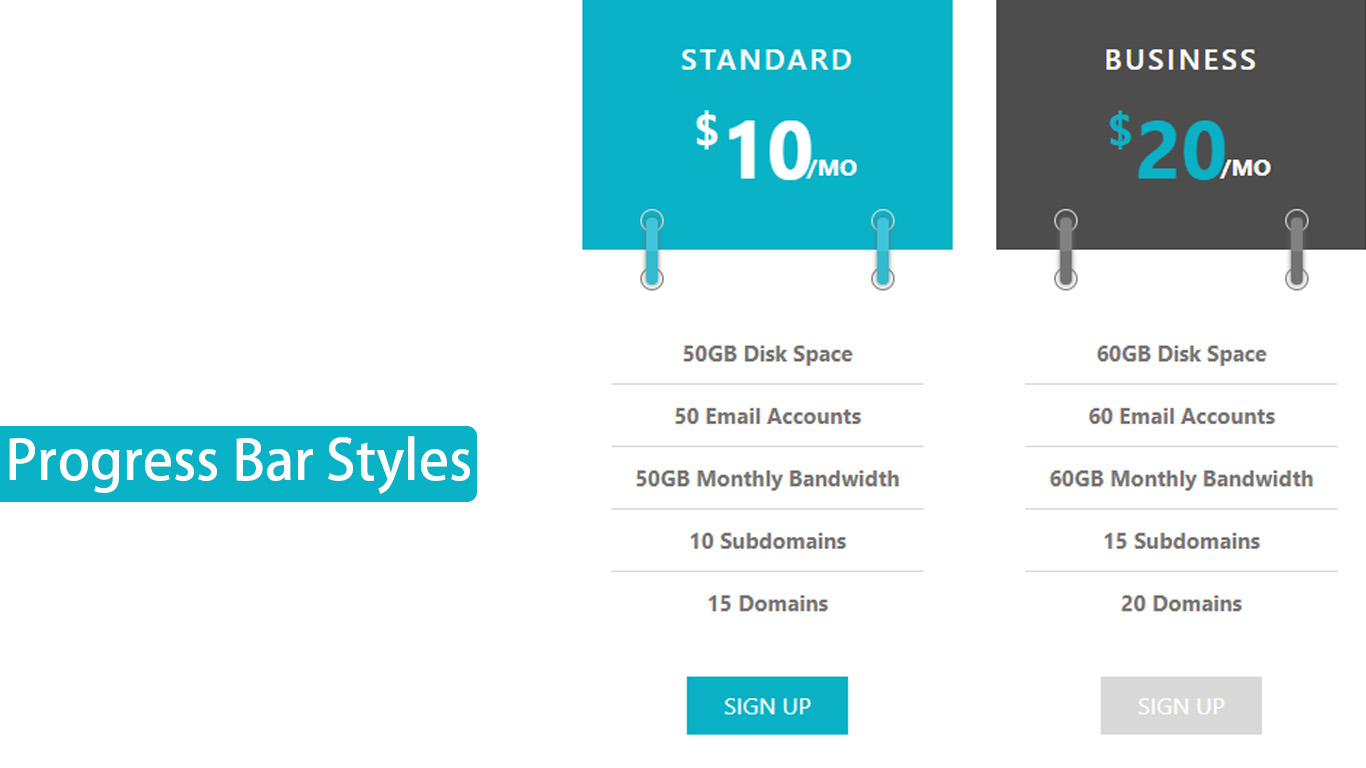 Progress Bar Styles
STANDARD
$10/MO
50GB Disk Space
50 Email Accounts
50GB Monthly Bandwidth
10 Subdomains
15 Domains
SIGN UP
BUSINESS
$20/MO
60GB Disk Space
60 Email Accounts
60GB Monthly Bandwidth
15 Subdomains
20 Domains
SIGN UP